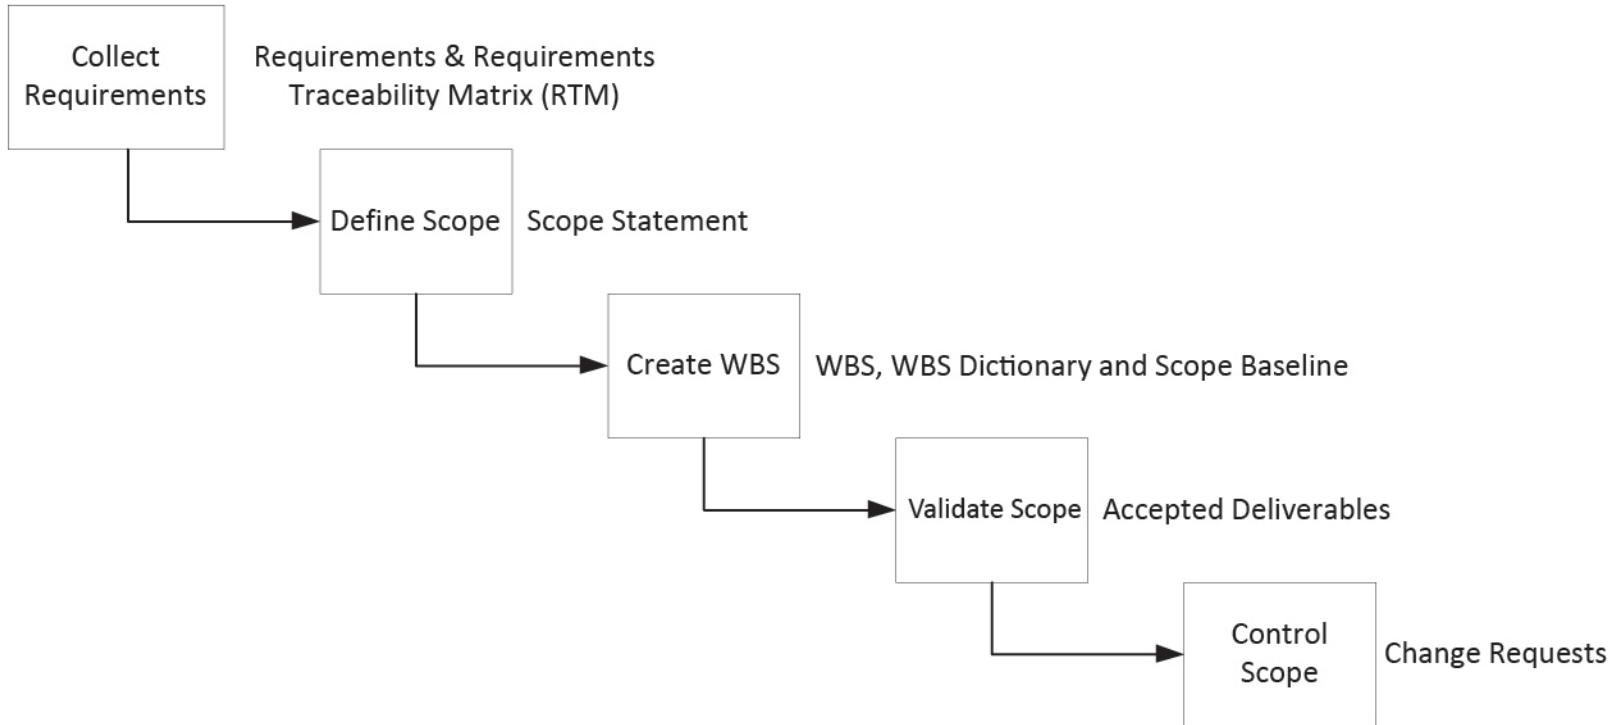 Collect
Requirements
Requirements & Requirements
Traceability Matrix (RTM)
Define Scope
Scope Statement
Create WBS
WBS, WBS Dictionary and Scope Baseline
Validate Scope
Accepted Deliverables
Control
Scope
Change Requests